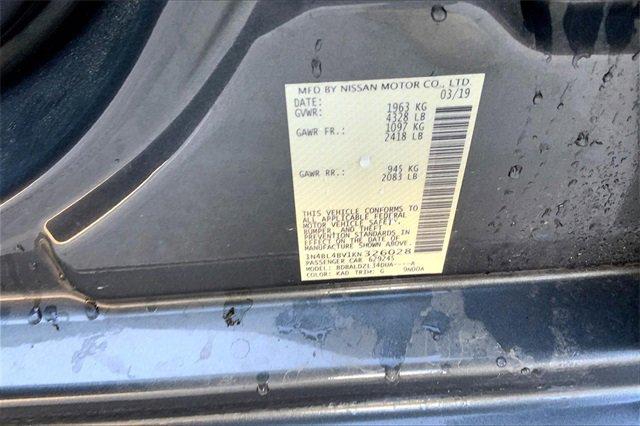 MFD BY NISSAN MOTOR CO., LTD.
DATE: 03/19
GVWR: 1963 KG
4328 LB
GAWR FR.: 1097 KG
2418 LB
GAWR RR.: 945 KG
2083 LB
THIS VEHICLE CONFORMS TO
ALL APPLICABLE FEDERAL
MOTOR VEHICLE SAFETY,
BUMPER, AND THEFT
PREVENTION STANDARDS IN
EFFECT ON THE DATE OF
MANUFACTURE SHOWN ABOVE.
1N4BL4BV1KN326028
PASSENGER CAR 629245
MODEL: BDRALDZL34DUA----A
COLOR: KAD TRIM: G 9N00A